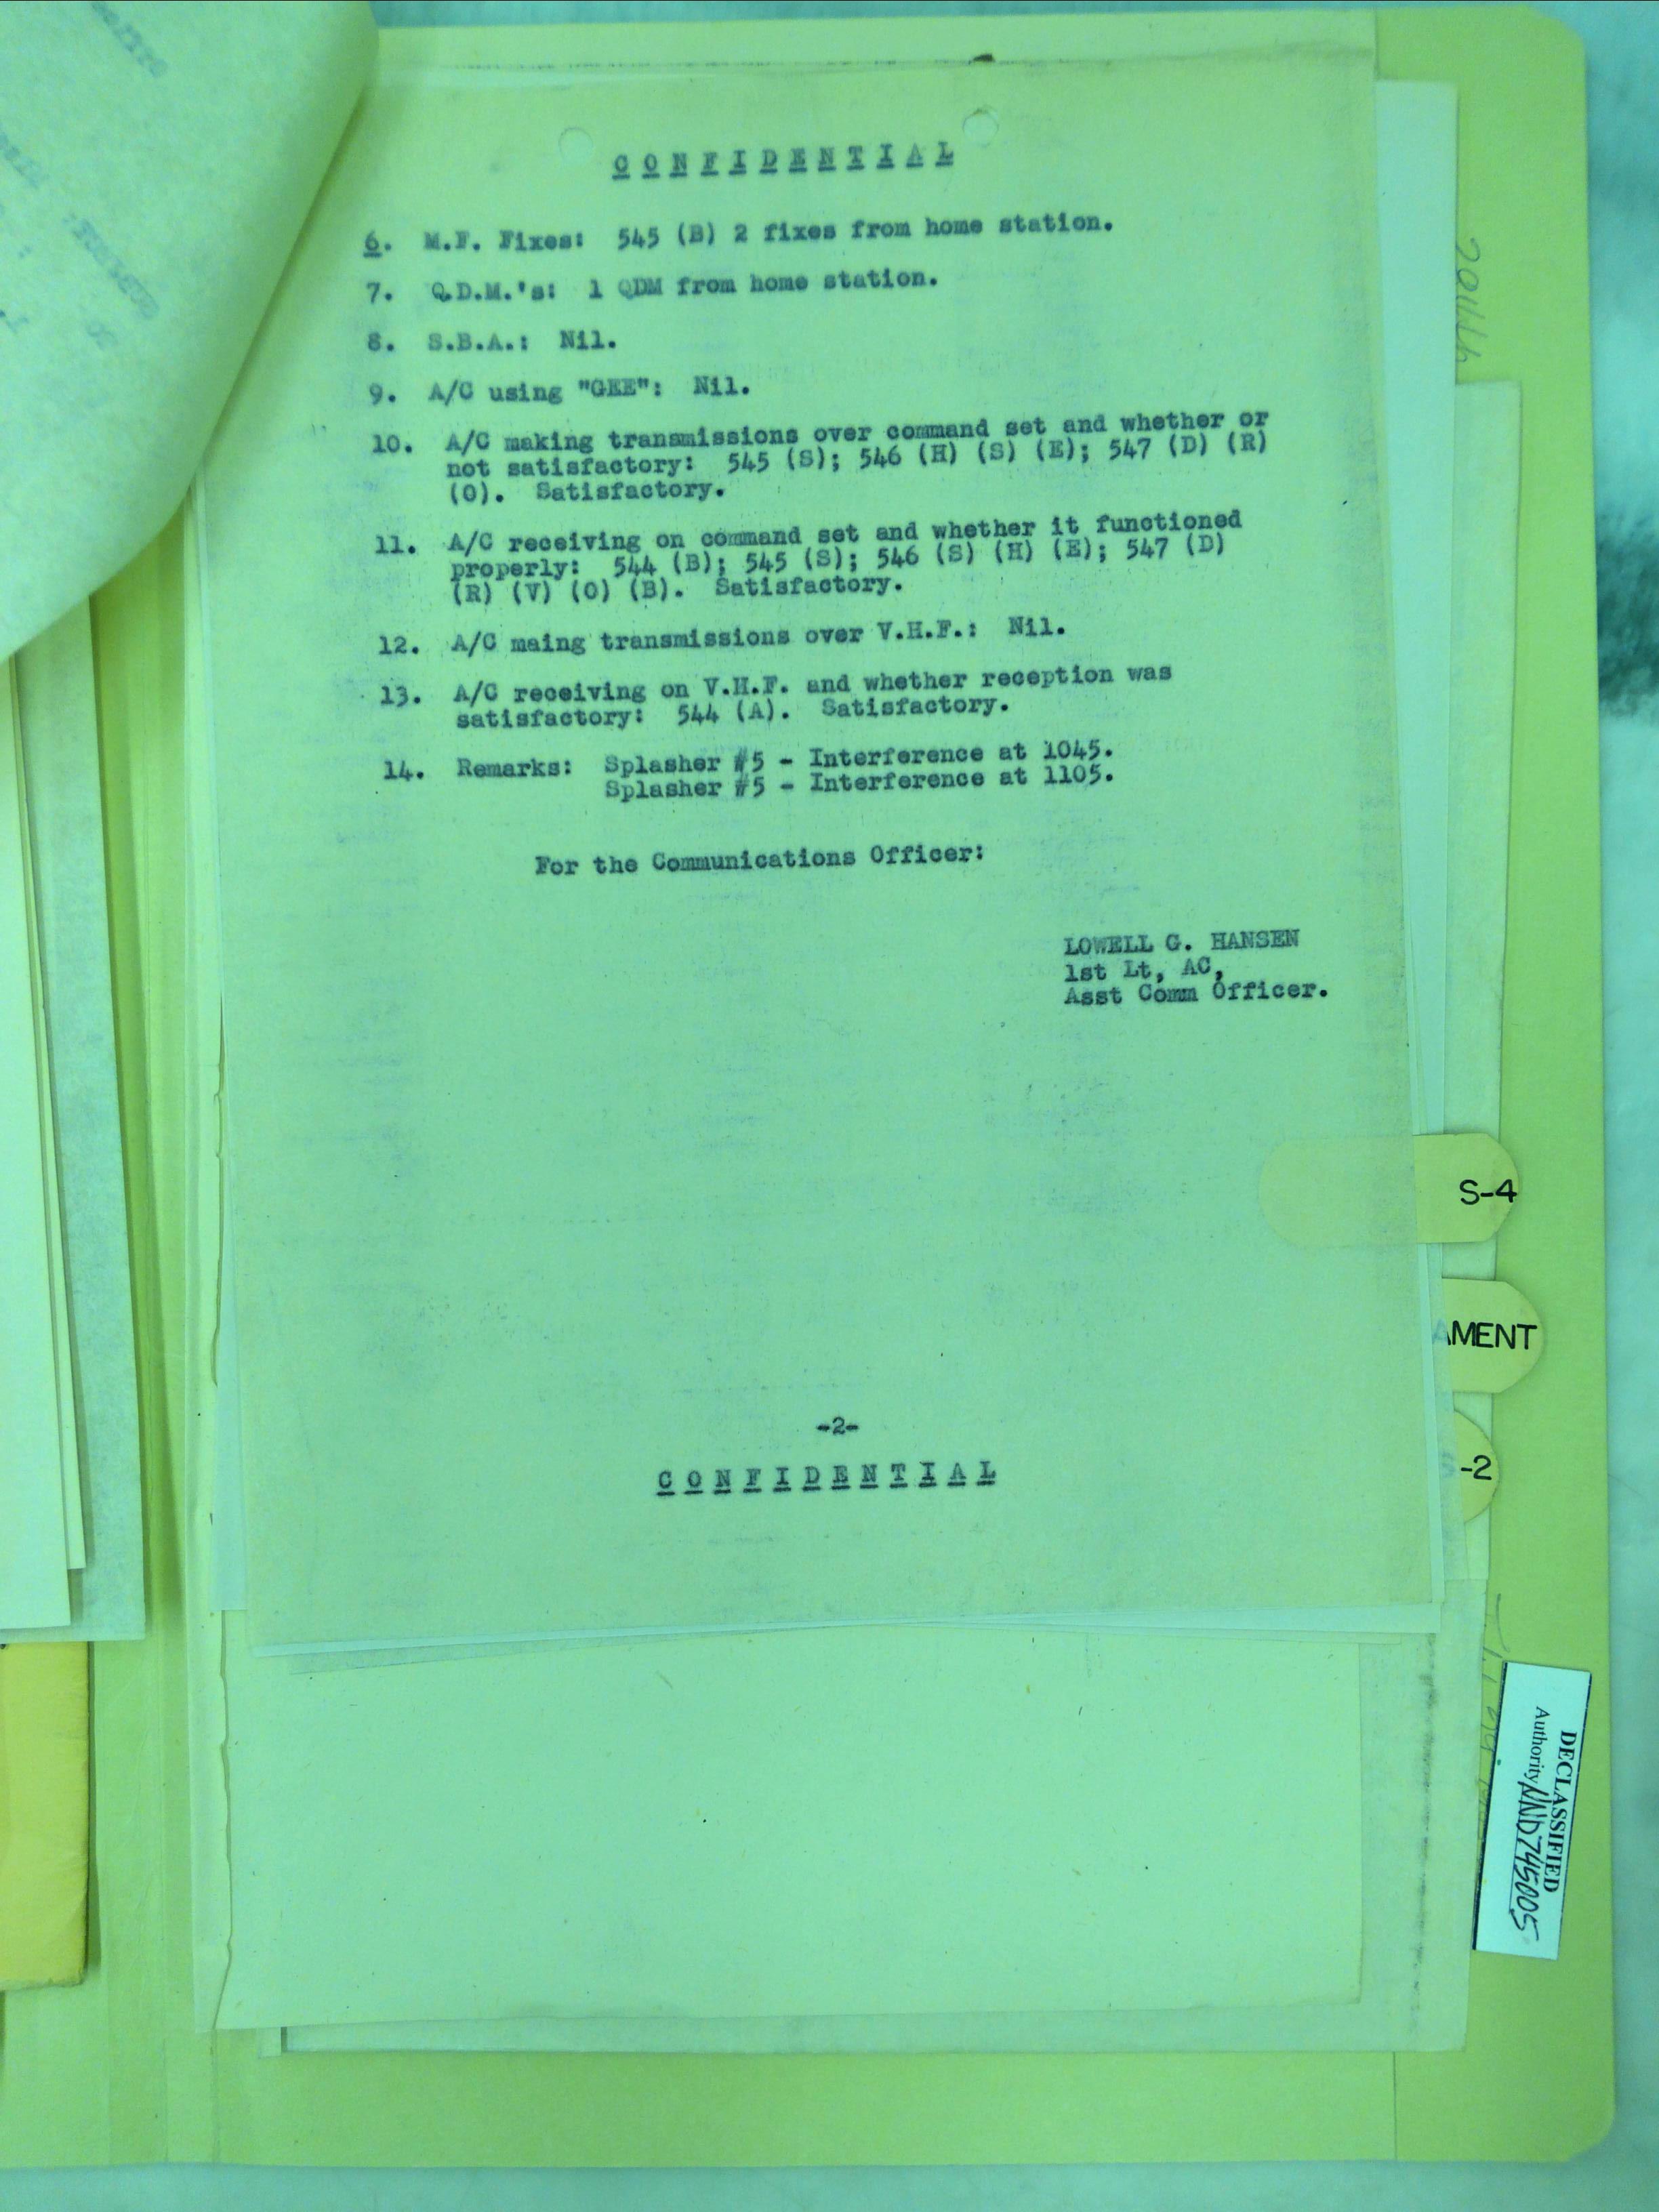 C O N F I D E N T I A L
6. M.F. Fixes: 545 (B) 2 fixes from home station.
7. Q.D.M.'s: 1 QDM from home station.
8. S.B.A.: Nil.
9. A/C using "GEE": Nil.
10. A/C making transmissions over command set and whether or
not satisfactory: 545 (S); 546 (H) (S) (E); 547 (D) (R)
(O). Satisfactory.
11. A/C receiving on command set and whether it functioned
properly: 544 (B); 545 (S); 546 (S) (H) (E); 547 (D)
(R) (V) (O) (B). Satisfactory.
12. A/C maing transmissions over V.H.F.: Nil.
13. A/C receiving on V.H.F. and whether reception was
satisfactory: 544 (A). Satisfactory.
14. Remarks: Splasher #5 - Interference at 1045.
Splasher #5 - Interference at 1105.
For the Communications Officer:
LOWELL G. HANSEN
1st Lt, AC,
Asst Comm Officer.
-2-
C O N F I D E N T I A L
S-4
AMENT
S-2
DECLASSIFIED
Authority NND745005